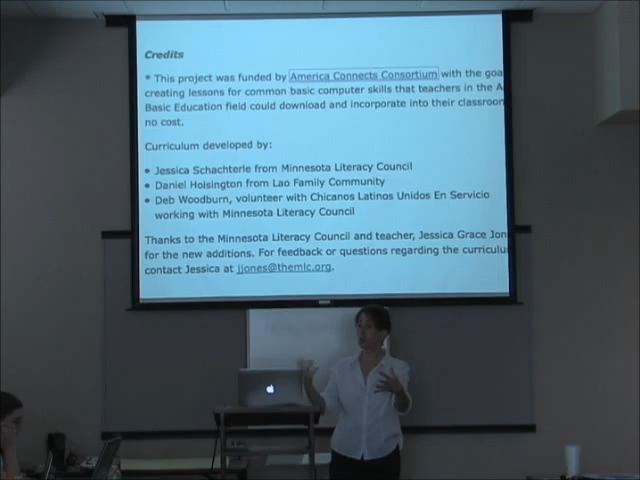 Credits
* This project was funded by America Connects Consortium with the goa
creating lessons for common basic computer skills that teachers in the A
Basic Education field could download and incorporate into their classroon
no cost.
Curriculum developed by:
• Jessica Schachterle from Minnesota Literacy Council
• Daniel Hoisington from Lao Family Community
• Deb Woodburn, volunteer with Chicanos Latinos Unidos En Servicio
working with Minnesota Literacy Council
Thanks to the Minnesota Literacy Council and teacher, Jessica Grace Jon
for the new additions. For feedback or questions regarding the curriculu
contact Jessica at jjones@themlc.org.